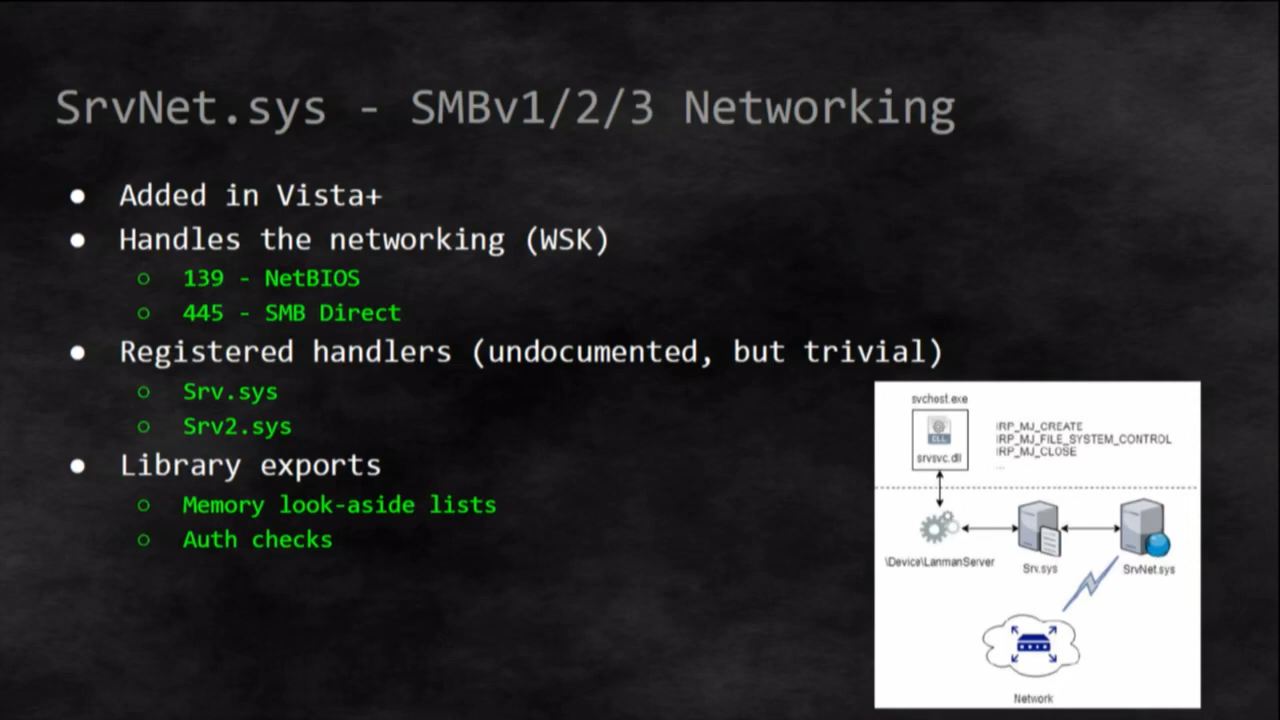 SrvNet.sys - SMBv1/2/3 Networking
● Added in Vista+
● Handles the networking (WSK)
○ 139 - NetBIOS
○ 445 - SMB Direct
● Registered handlers (undocumented, but trivial)
○ Srv.sys
○ Srv2.sys
● Library exports
○ Memory look-aside lists
○ Auth checks
svchost.exe
DLL
srvsvc.dll
IRP_MJ_CREATE
IRP_MJ_FILE_SYSTEM_CONTROL
IRP_MJ_CLOSE
...
\Device\LanmanServer
Srv.sys
SrvNet.sys
Network